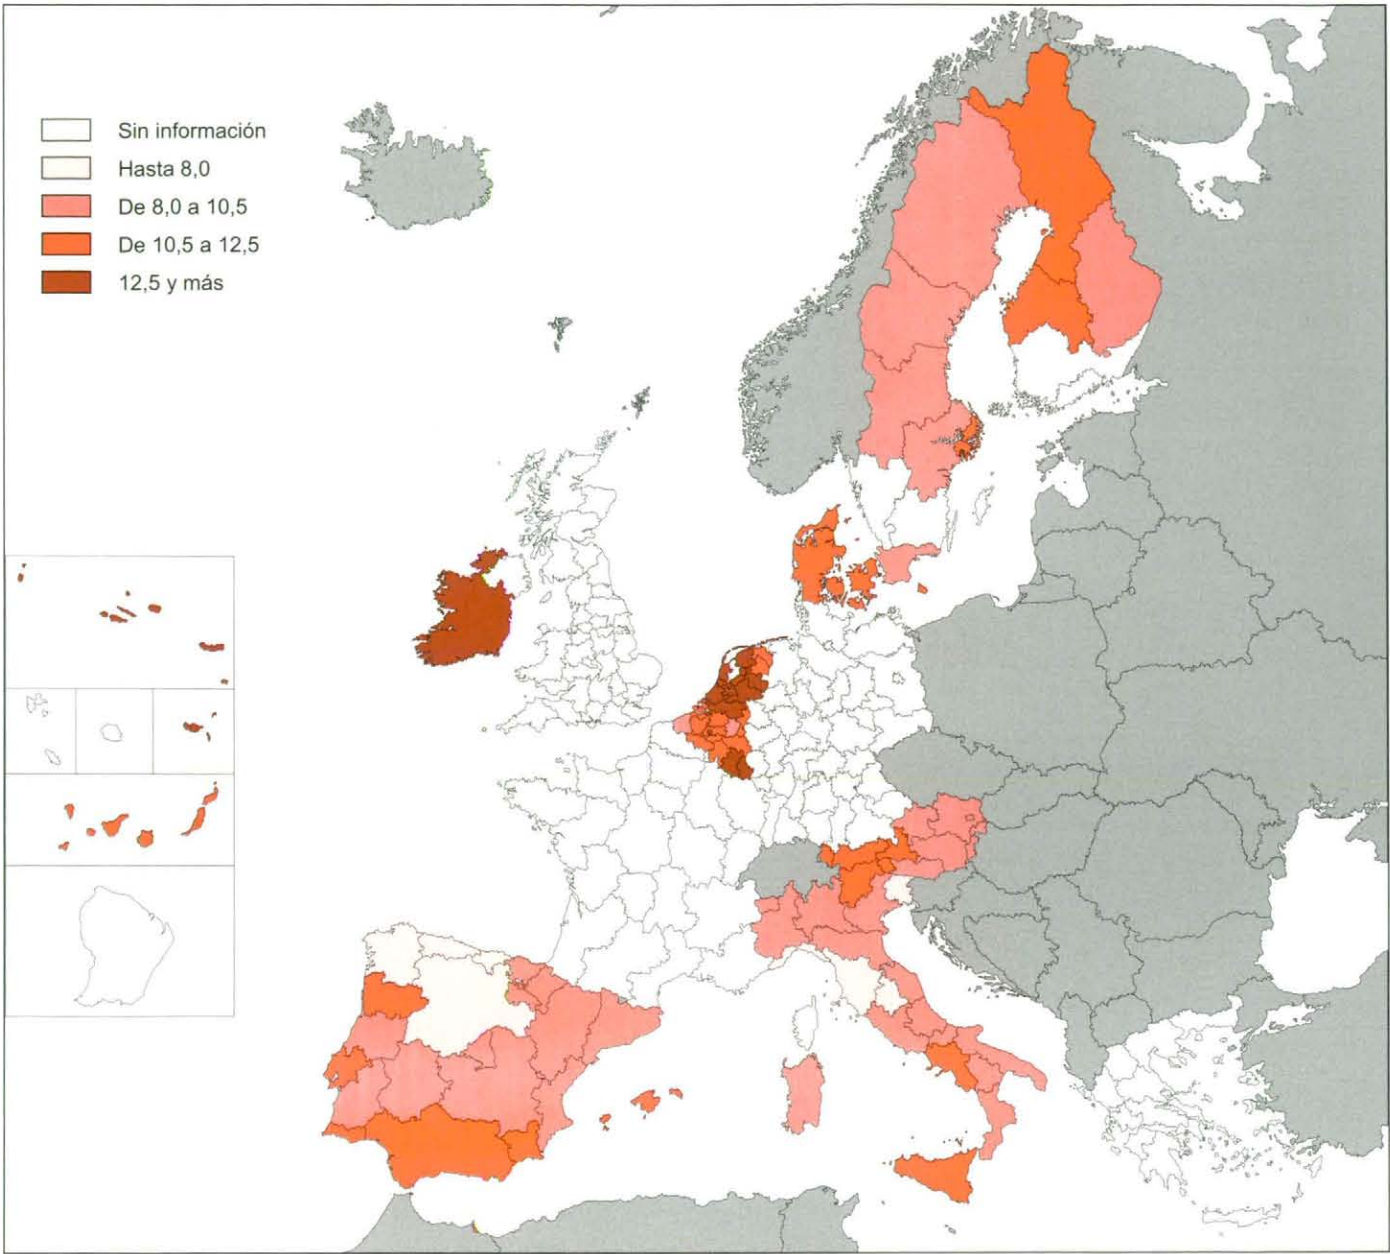 Sin información
Hasta 8,0
De 8,0 a 10,5
De 10,5 a 12,5
12,5 y más